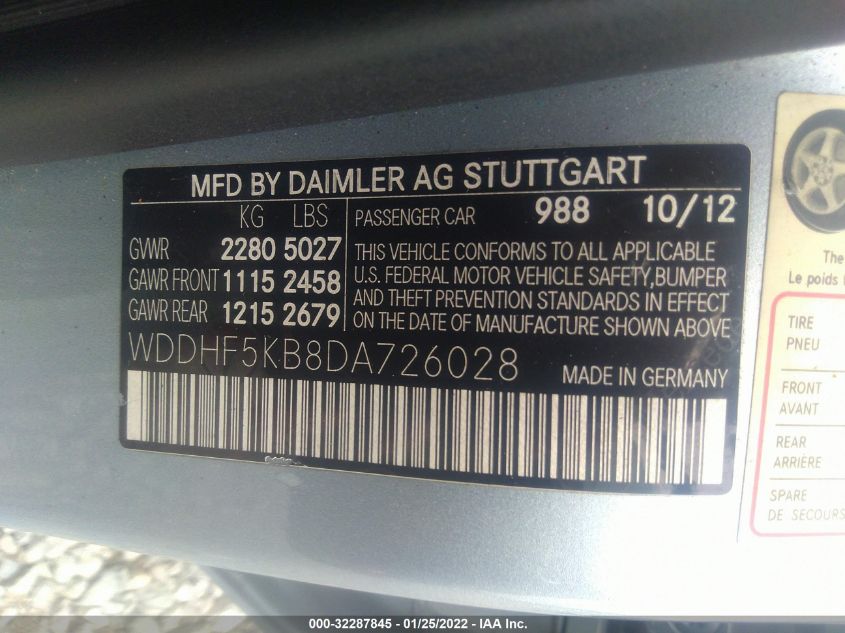 MFD BY DAIMLER AG STUTTGART
KG LBS
GVWR 2280 5027
GAWR FRONT 1115 2458
GAWR REAR 1215 2679
PASSENGER CAR 988 10/12
THIS VEHICLE CONFORMS TO ALL APPLICABLE
U.S. FEDERAL MOTOR VEHICLE SAFETY,BUMPER
AND THEFT PREVENTION STANDARDS IN EFFECT
ON THE DATE OF MANUFACTURE SHOWN ABOVE
WDDHF5KB8DA726028
MADE IN GERMANY
The
Le poids
TIRE
PNEU
FRONT
AVANT
REAR
ARRIÈRE
SPARE
DE SECOURS
000-32287845 - 01/25/2022 - IAA Inc.